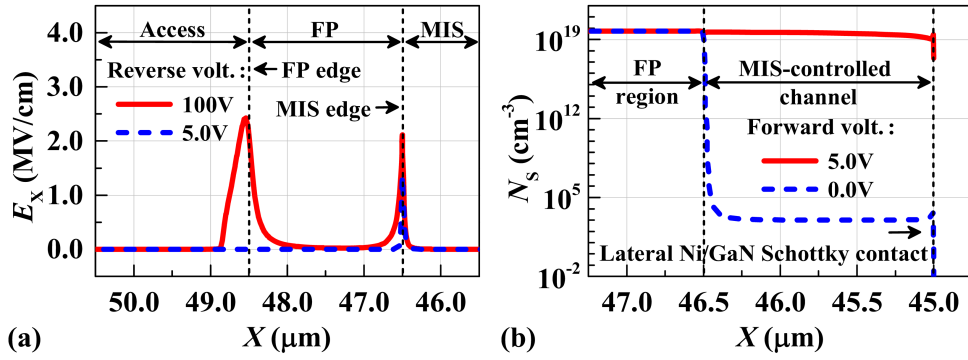 4.0
3.0
2.0
1.0
0.0
E_X (MV/cm)
Access
FP
MIS
Reverse volt. :
FP edge
MIS edge
100V
5.0V
50.0 49.0 48.0 47.0 46.0
X (μm)
(a)
10^19
10^12
10^5
10^-2
N_S (cm^-3)
FP
region
MIS-controlled
channel
Forward volt. :
5.0V
0.0V
Lateral Ni/GaN Schottky contact
47.0 46.5 46.0 45.5 45.0
X (μm)
(b)